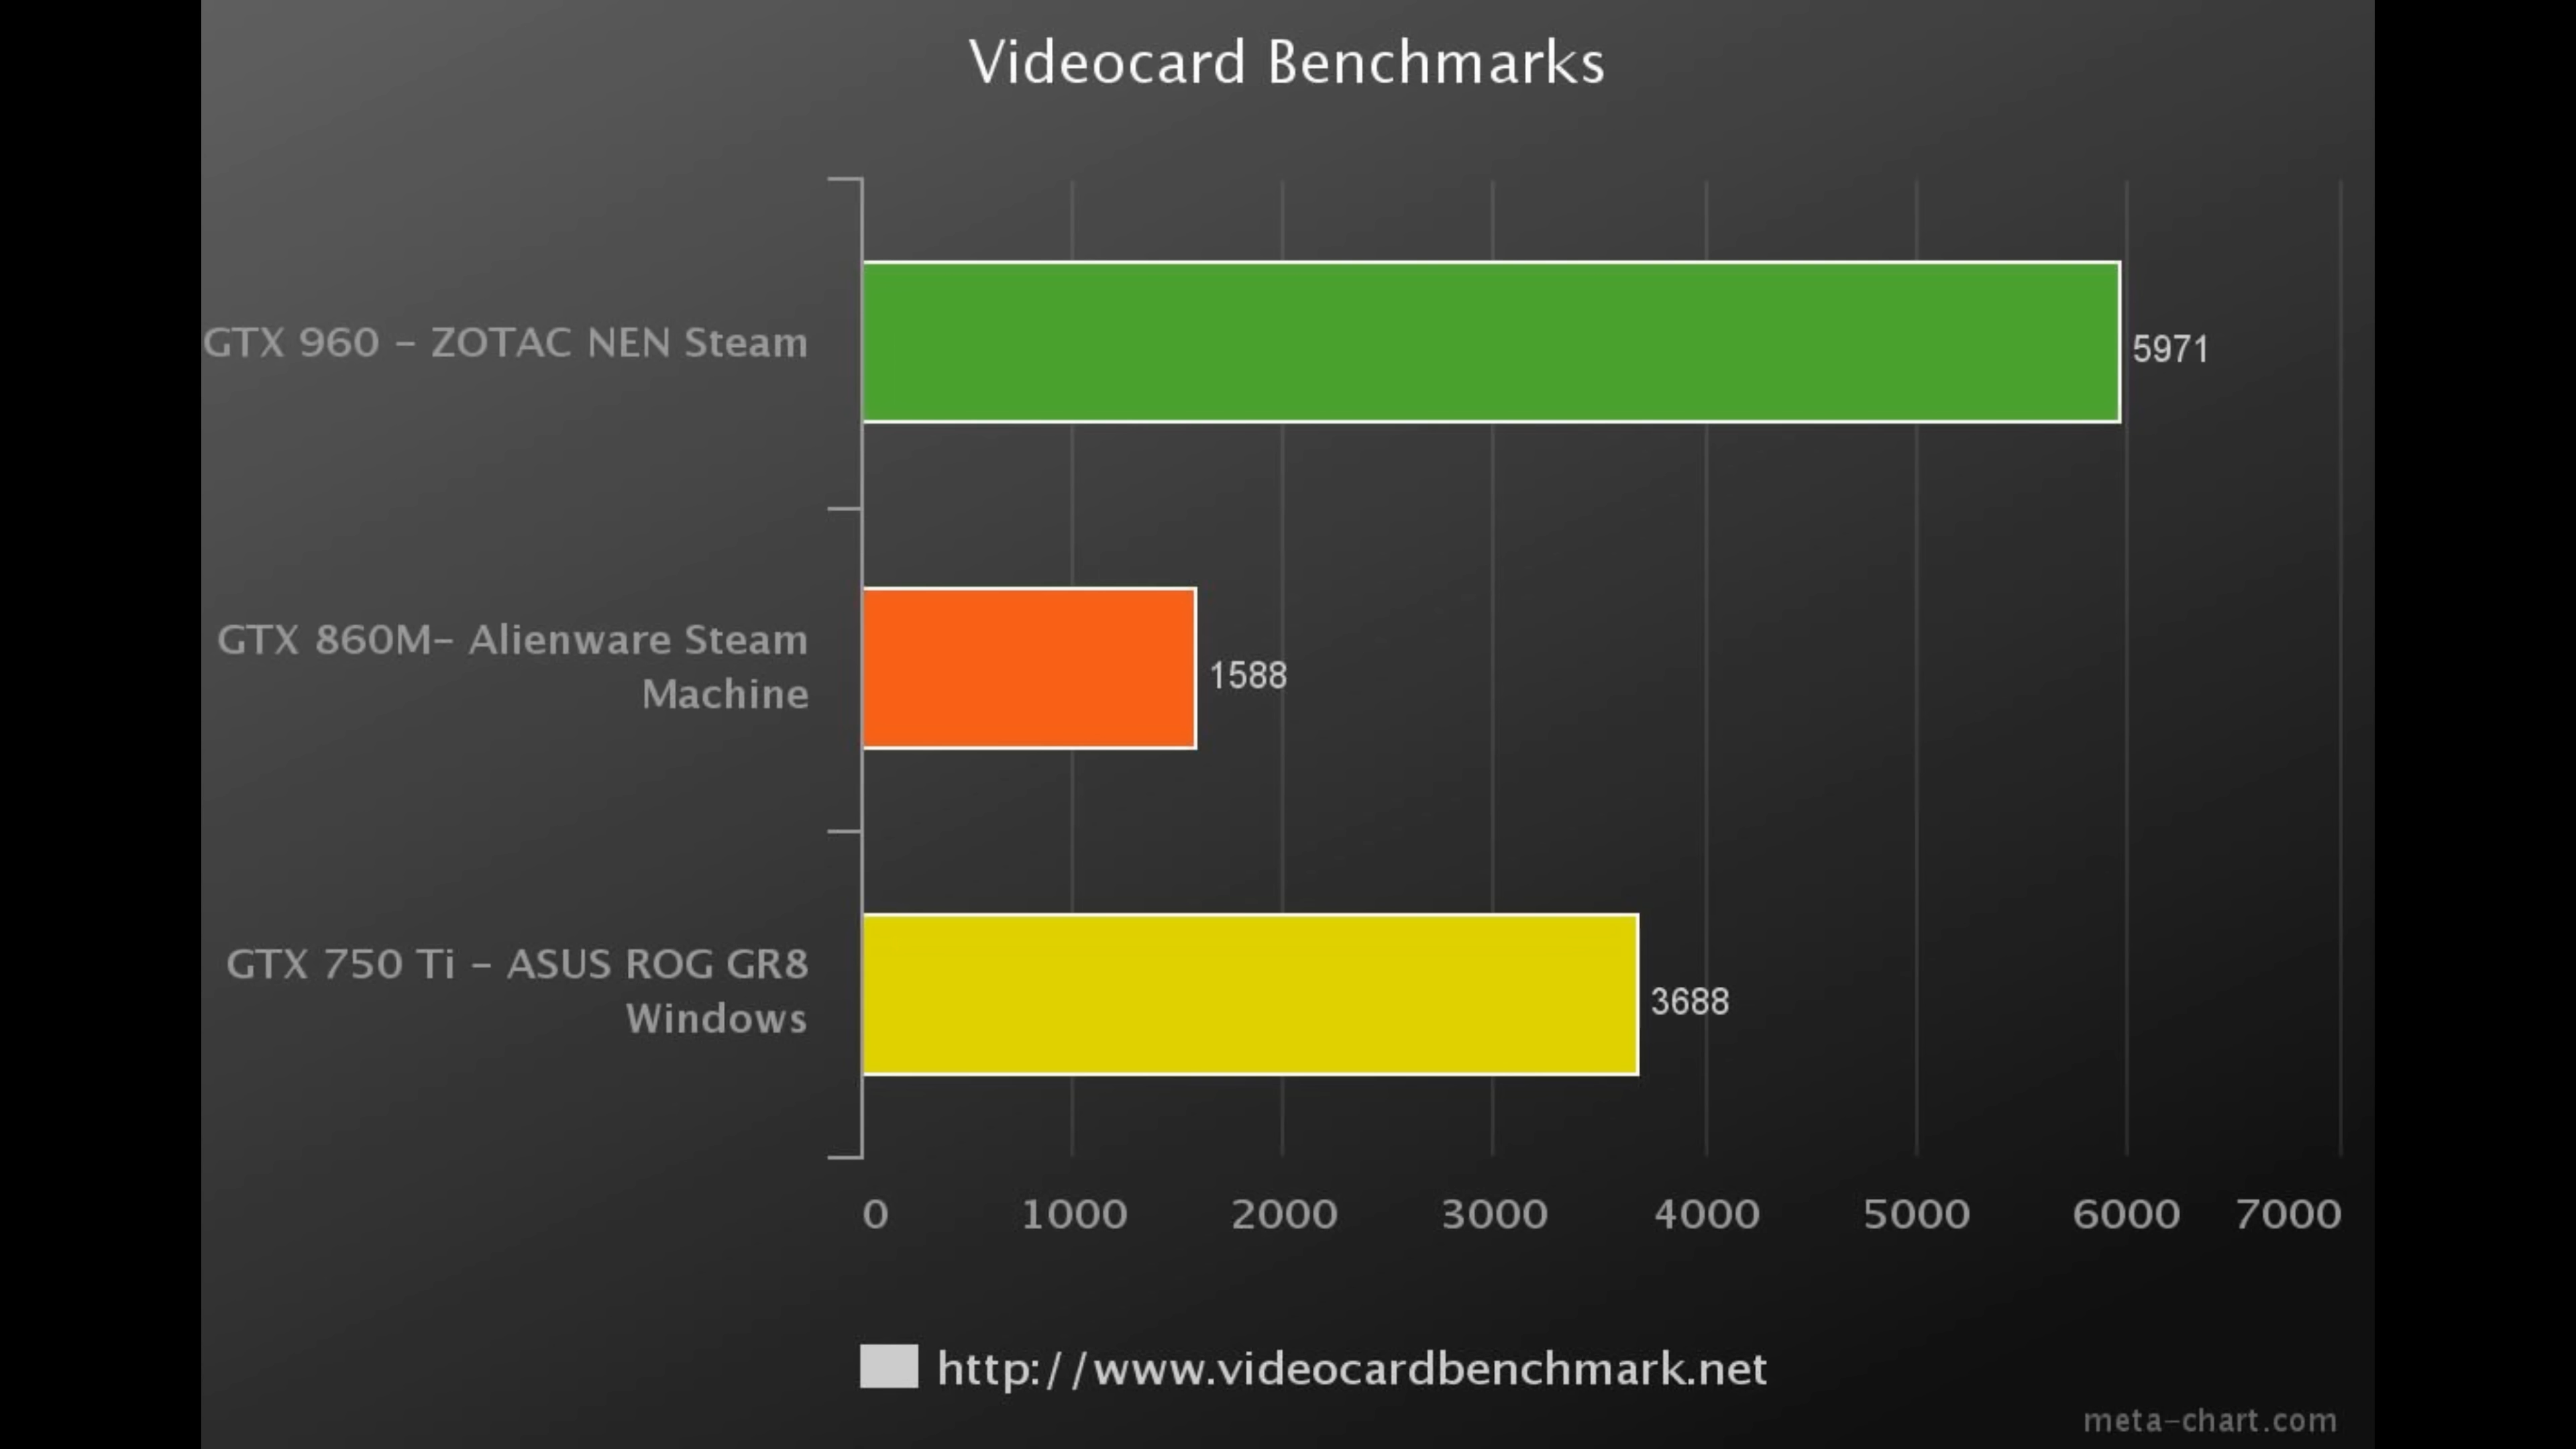 Videocard Benchmarks
GTX 960 - ZOTAC NEN Steam
5971
GTX 860M- Alienware Steam
Machine
1588
GTX 750 Ti - ASUS ROG GR8
Windows
3688
0 1000 2000 3000 4000 5000 6000 7000
http://www.videocardbenchmark.net
meta-chart.com